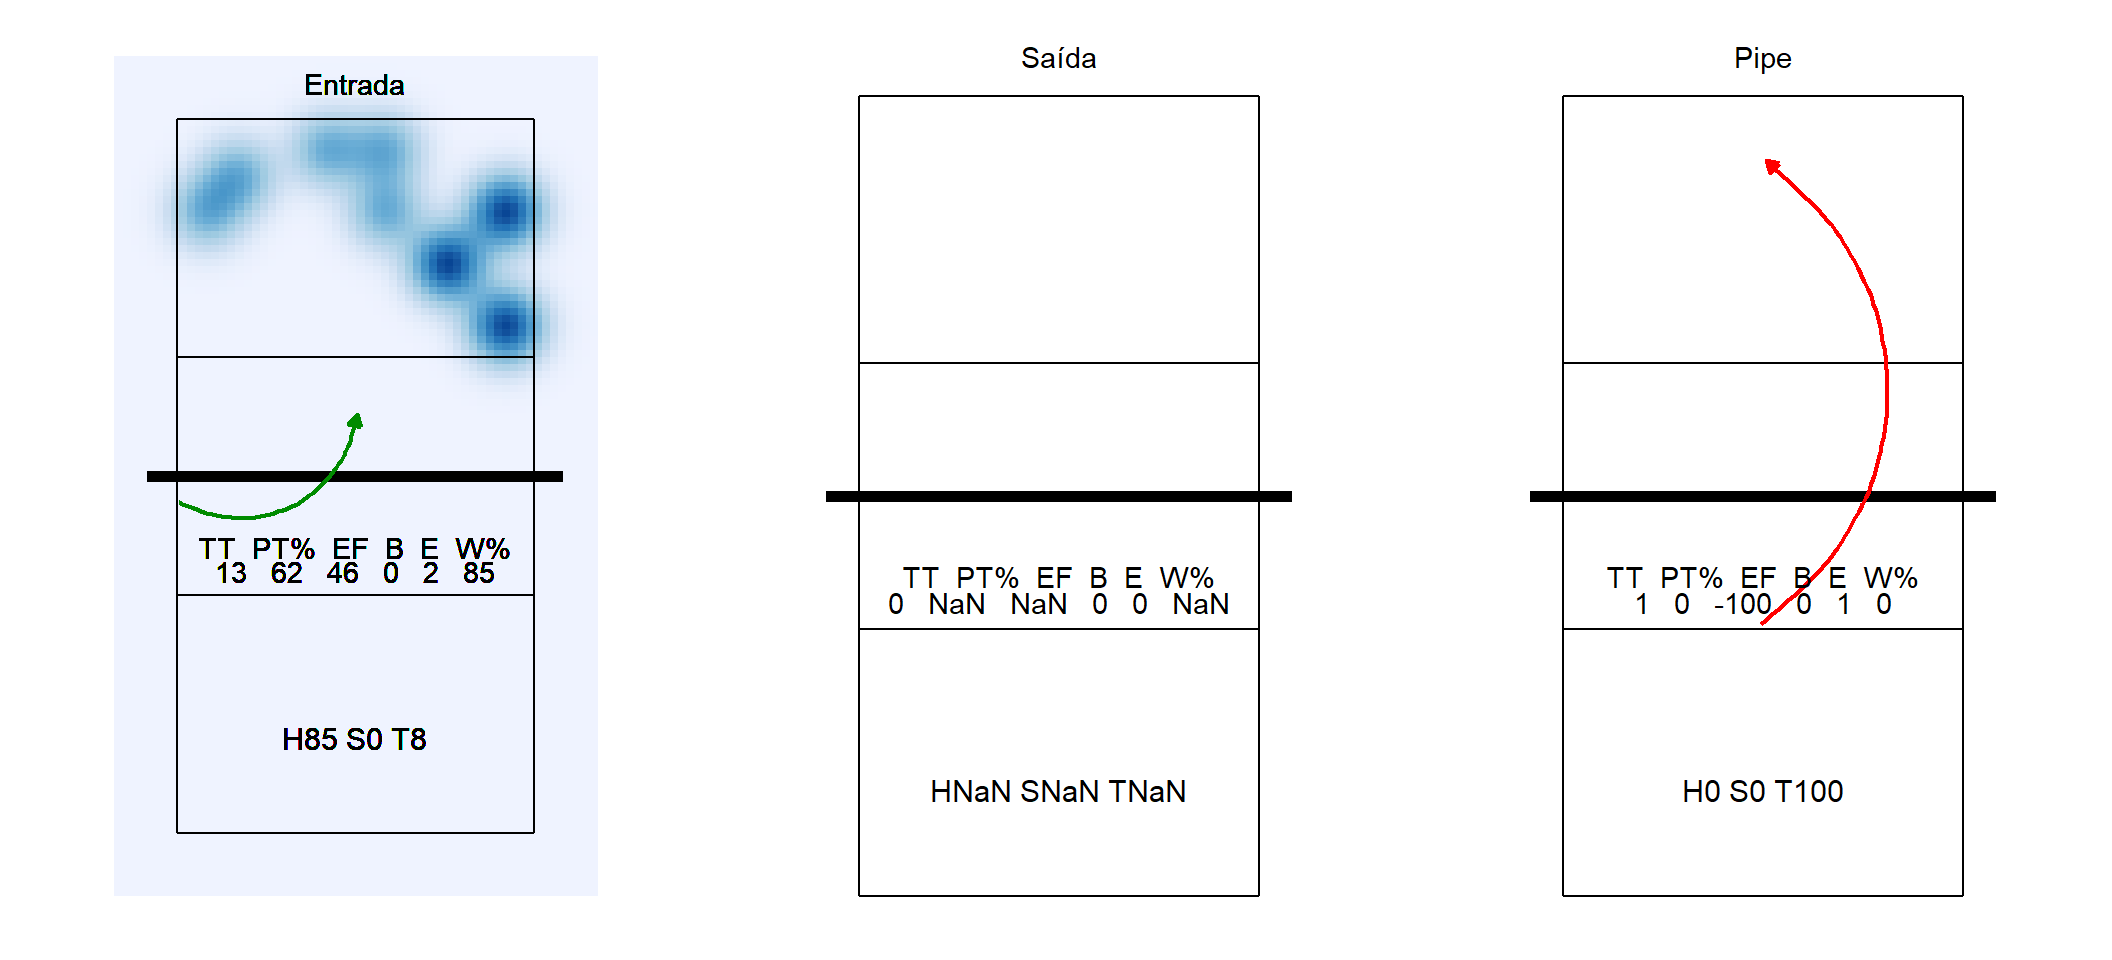 Entrada
TT PT% EF B E W%
13 62 46 0 2 85
H85 S0 T8
Saída
TT PT% EF B E W%
0 NaN NaN 0 0 NaN
HNaN SNaN TNaN
Pipe
TT PT% EF B E W%
1 0 -100 0 1 0
H0 S0 T100